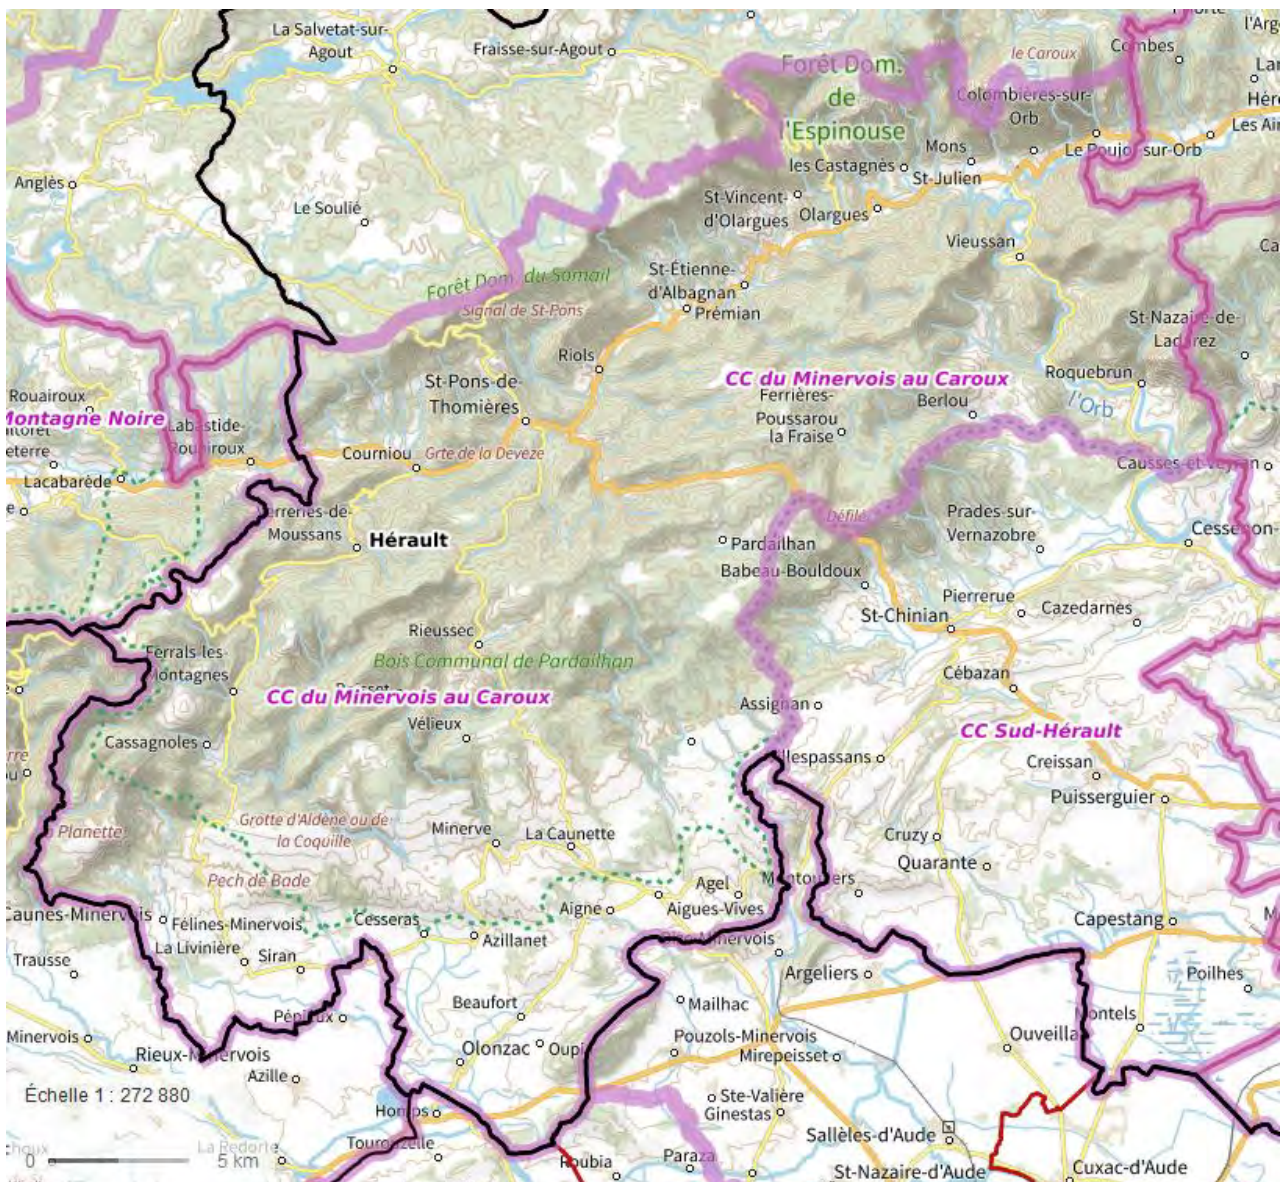 La Salvetat-sur-
Agout
Fraisse-sur-Agout
Forêt Dom.
de
l'Espinouse
le Caroux
Combes
Colombières-sur-
Orb
Les Air
Le Poujol-sur-Orb
Mons
les Castagnès
St-Julien
Anglès
St-Vincent-
d'Olargues
Olargues
Le Soulié
Vieussan
St-Étienne-
d'Albagnan
Prémian
Forêt Dom. du Somail
Signal de St-Pons
St-Nazaire-de-
Ladarez
Riols
St-Pons-de-
Thomières
CC du Minervois au Caroux
Roquebrun
Rouairoux
Ferrières-
Poussarou
la Fraise
Berlou
l'Orb
Montagne Noire
Labastide-
Rouairoux
Courniou
Grte de la Devèze
Causses-et-Veyran
Lacabarède
Ferrières-de-
Moussans
Hérault
Défilé
Prades-sur-
Vernazobre
Cessenon-
Pardailhan
Babeau-Bouldoux
Pierrerue
Cazedarnes
St-Chinian
Rieussec
Ferrals-les-
Montagnes
Bois Communal de Pardailhan
Cébazan
CC du Minervois au Caroux
Assignan
Vélieux
CC Sud-Hérault
Cassagnoles
llespassans
Creissan
Puisserguier
Planette
Grotte d'Aldène ou de
la Coquille
Minerve
La Caunette
Cruzy
Quarante
Pech de Bade
Agel
Montouliers
Caunes-Minervois
Félines-Minervois
Cesseras
Aigne
Aigues-Vives
Capestang
La Livinière
Siran
Azillanet
Trausse
Argeliers
Poilhes
Beaufort
Mailhac
Pépieux
Montels
Minervois
Rieux-Minervois
Olonzac
Oupi
Pouzols-Minervois
Mirepeisset
Ouveilla
Azille
Échelle 1 : 272 880
Homps
Ste-Valière
Ginestas
Sallèles-d'Aude
La Redorte
Tourouzelle
0
5 km
Roubia
Paraza
St-Nazaire-d'Aude
Cuxac-d'Aude